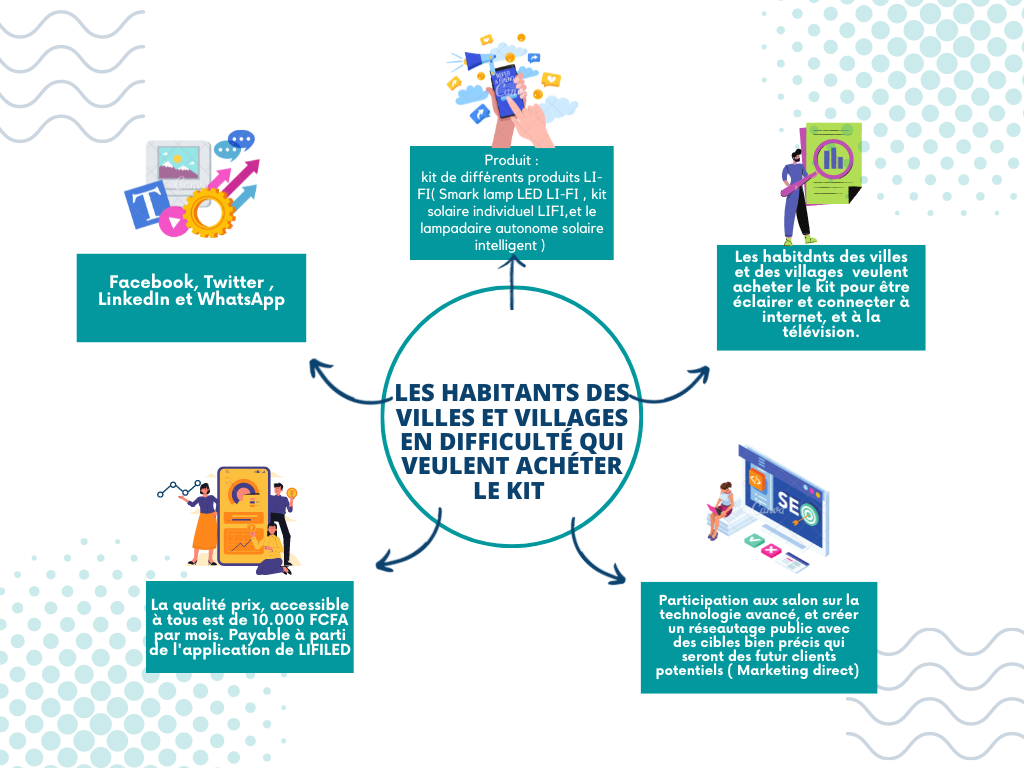 Produit :
kit de différents produits LI-
FI( Smark lamp LED LI-FI , kit
solaire individuel LIFI,et le
lampadaire autonome solaire
intelligent )
Facebook, Twitter ,
LinkedIn et WhatsApp
Les habitdnts des villes
et des villages veulent
acheter le kit pour être
éclairer et connecter à
internet, et à la
télévision.
LES HABITANTS DES
VILLES ET VILLAGES
EN DIFFICULTÉ QUI
VEULENT ACHÉTER
LE KIT
La qualité prix, accessible
à tous est de 10.000 FCFA
par mois. Payable à parti
de l'application de LIFILED
SEO
Participation aux salon sur la
technologie avancé, et créer
un réseautage public avec
des cibles bien précis qui
seront des futur clients
potentiels ( Marketing direct)